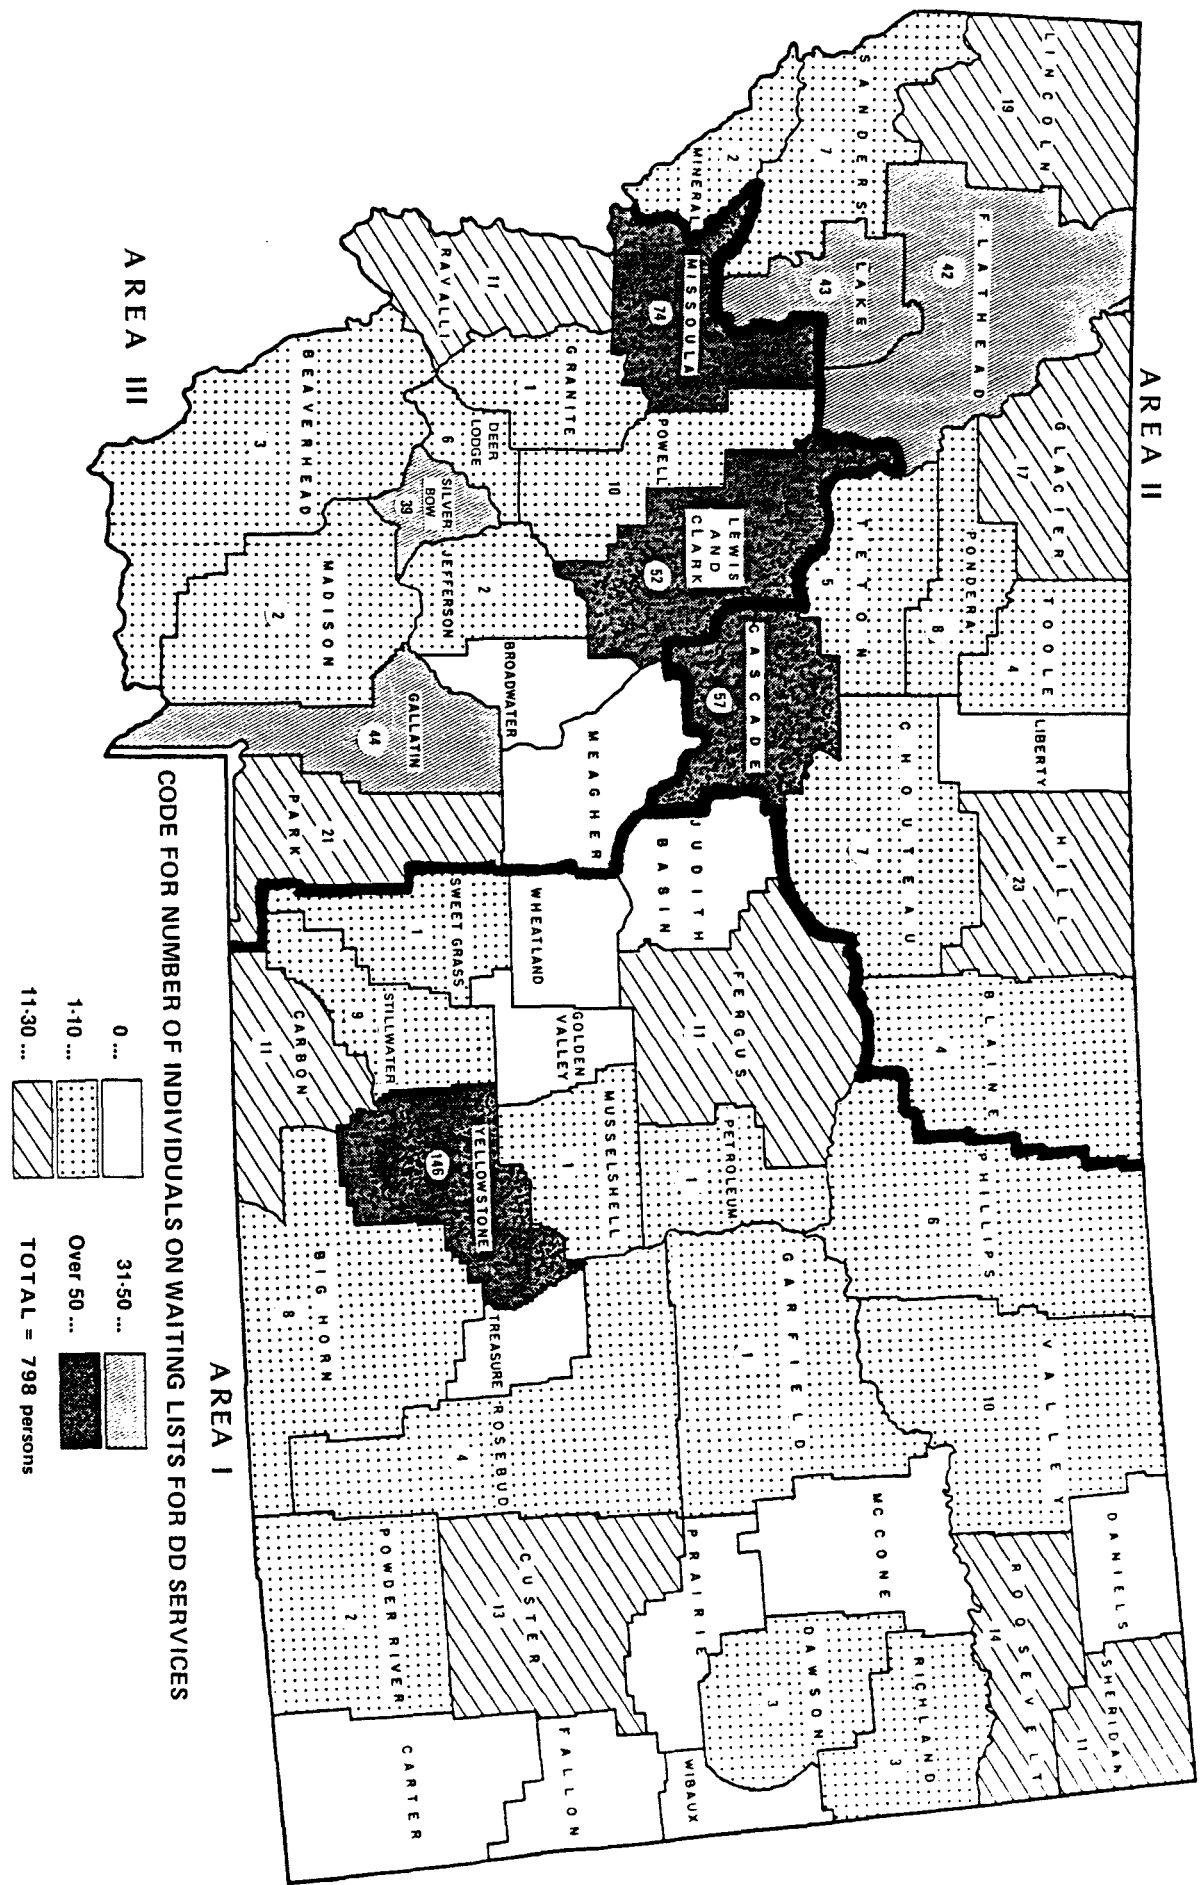 AREA II
LINCOLN
19
FLATHEAD
42
GLACIER
17
TOOLE
4
LIBERTY
HILL
23
BLAINE
4
PHILLIPS
6
VALLEY
10
DANIELS
SHERIDAN
11
ROOSEVELT
14
SANDERS
7
LAKE
43
PONDERA
8
TETON
5
CHOUTEAU
7
MINERAL
2
MISSOULA
74
POWELL
10
LEWIS
AND
CLARK
52
CASCADE
57
JUDITH
BASIN
FERGUS
11
PETROLEUM
1
GARFIELD
1
MCCONE
RICHLAND
3
DAWSON
3
PRAIRIE
WIBAUX
RAVALLI
11
GRANITE
1
DEER
LODGE
6
SILVER
BOW
39
JEFFERSON
2
BROADWATER
MEAGHER
WHEATLAND
GOLDEN
VALLEY
MUSSELSHELL
1
TREASURE
ROSEBUD
4
CUSTER
13
FALLON
BEAVERHEAD
3
MADISON
2
GALLATIN
44
PARK
21
SWEET GRASS
1
STILLWATER
9
CARBON
11
YELLOWSTONE
146
BIG HORN
8
POWDER RIVER
2
CARTER
AREA III
AREA I
CODE FOR NUMBER OF INDIVIDUALS ON WAITING LISTS FOR DD SERVICES
0 ...
1-10 ...
11-30 ...
31-50 ...
Over 50 ...
TOTAL = 798 persons